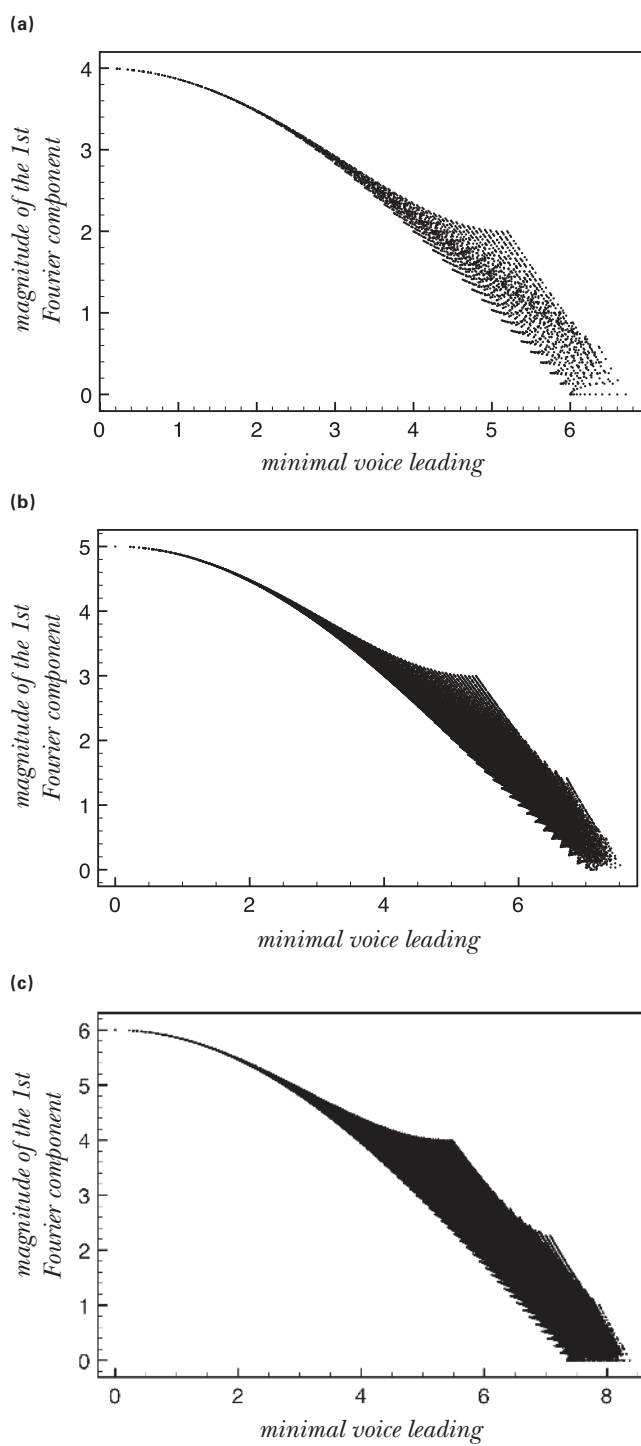 (a)
magnitude of the 1st
Fourier component
4
3
2
1
0
0 1 2 3 4 5 6
minimal voice leading
(b)
magnitude of the 1st
Fourier component
5
4
3
2
1
0
0 2 4 6
minimal voice leading
(c)
magnitude of the 1st
Fourier component
6
5
4
3
2
1
0
0 2 4 6 8
minimal voice leading